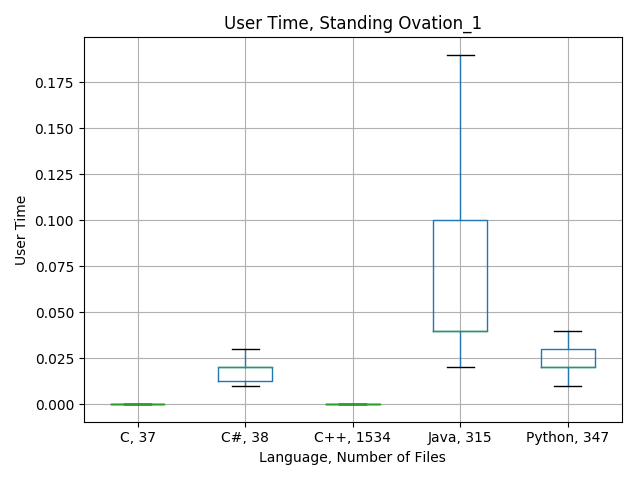 User Time, Standing Ovation_1
0.175
0.150
0.125
0.100
0.075
0.050
0.025
0.000
User Time
C, 37 C#, 38 C++, 1534 Java, 315 Python, 347
Language, Number of Files